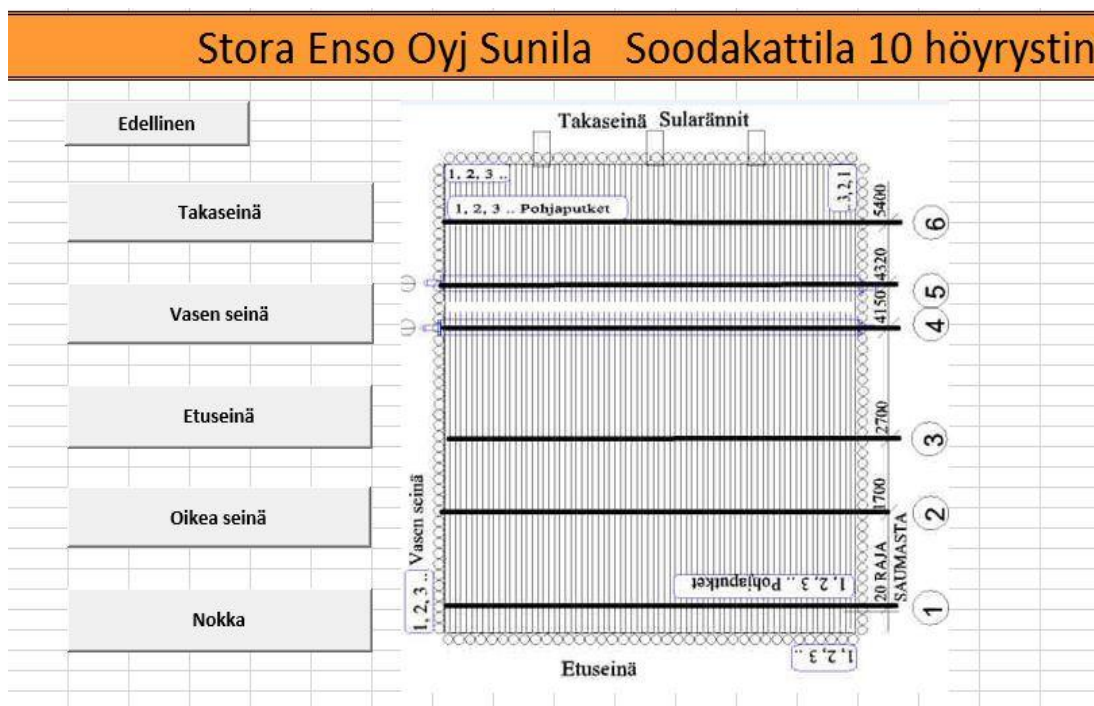 Stora Enso Oyj Sunila Soodakattila 10 höyrystin
Edellinen
Takaseinä
Vasen seinä
Etuseinä
Oikea seinä
Nokka
Takaseinä Sularännit
1, 2, 3 ..
.. 3, 2, 1
1, 2, 3 .. Pohjaputket
5400
6
4320
5
4150
4
2700
3
Vasen seinä
1700
2
1, 2, 3 ..
1, 2, 3 .. Pohjaputket
20 RAJA
SAUMASTA
1
1, 2, 3 ..
Etuseinä